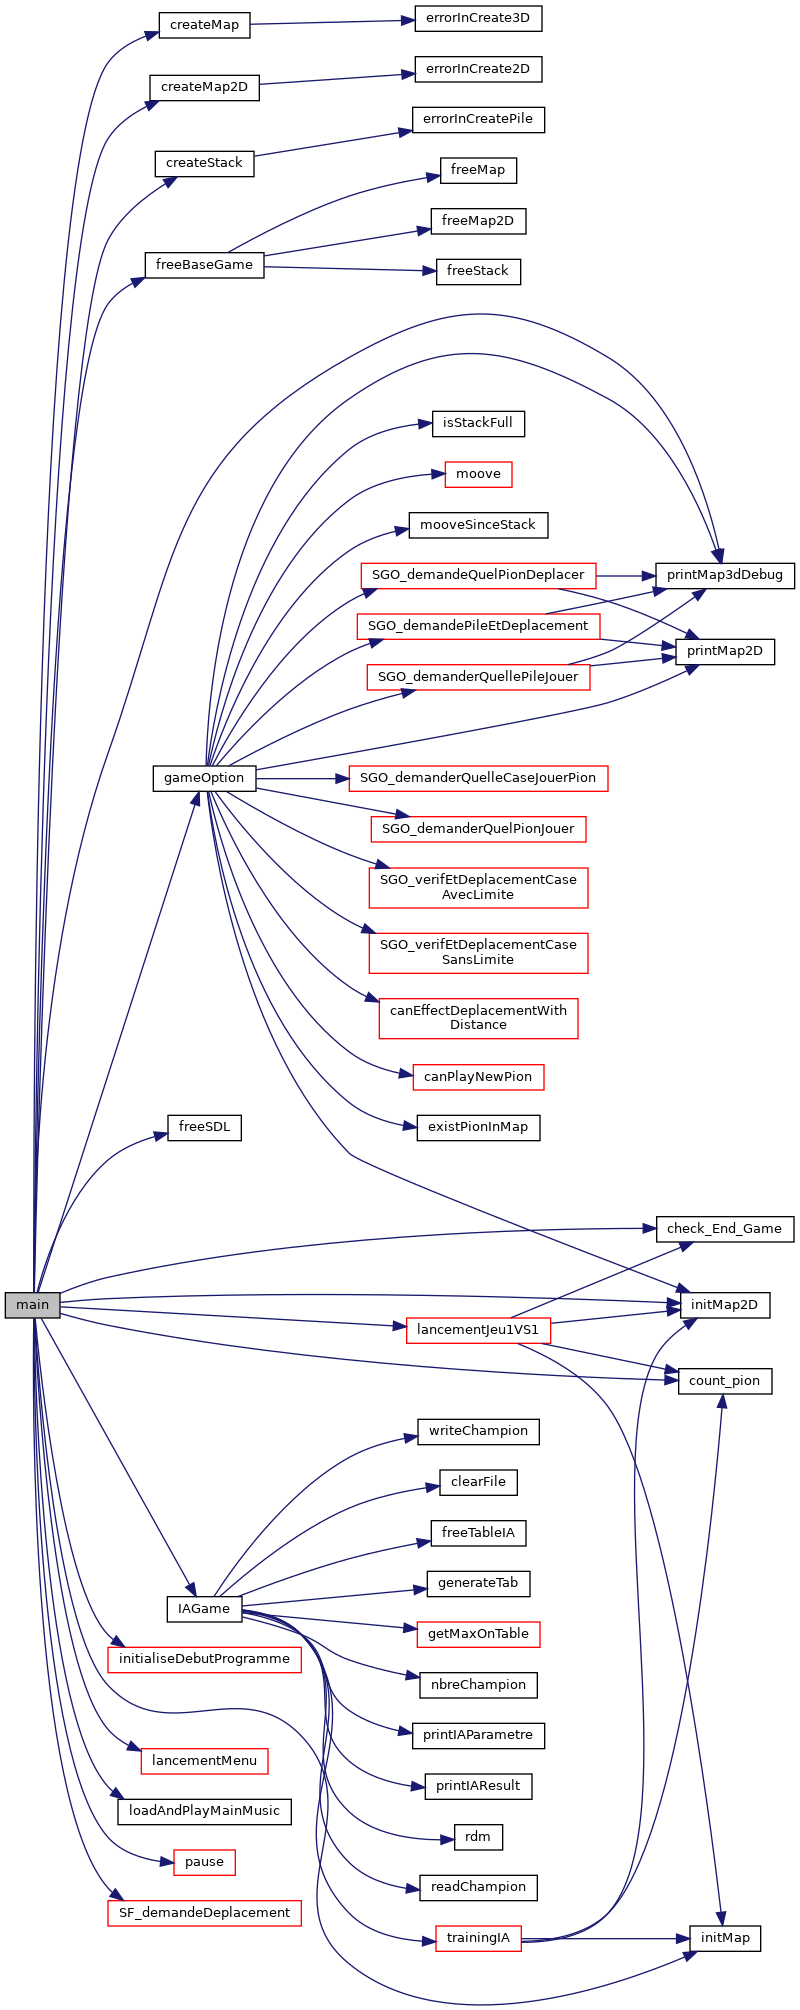 createMap
errorInCreate3D
createMap2D
errorInCreate2D
createStack
errorInCreatePile
freeBaseGame
freeMap
freeMap2D
freeStack
isStackFull
moove
mooveSinceStack
SGO_demandeQuelPionDeplacer
printMap3dDebug
SGO_demandePileEtDeplacement
printMap2D
SGO_demanderQuellePileJouer
gameOption
SGO_demanderQuelleCaseJouerPion
SGO_demanderQuelPionJouer
SGO_verifEtDeplacementCase
AvecLimite
SGO_verifEtDeplacementCase
SansLimite
canEffectDeplacementWith
Distance
canPlayNewPion
freeSDL
existPionInMap
check_End_Game
main
initMap2D
lancementJeu1VS1
count_pion
writeChampion
clearFile
freeTableIA
generateTab
IAGame
getMaxOnTable
initialiseDebutProgramme
nbreChampion
printIAParametre
lancementMenu
printIAResult
loadAndPlayMainMusic
rdm
pause
readChampion
SF_demandeDeplacement
trainingIA
initMap